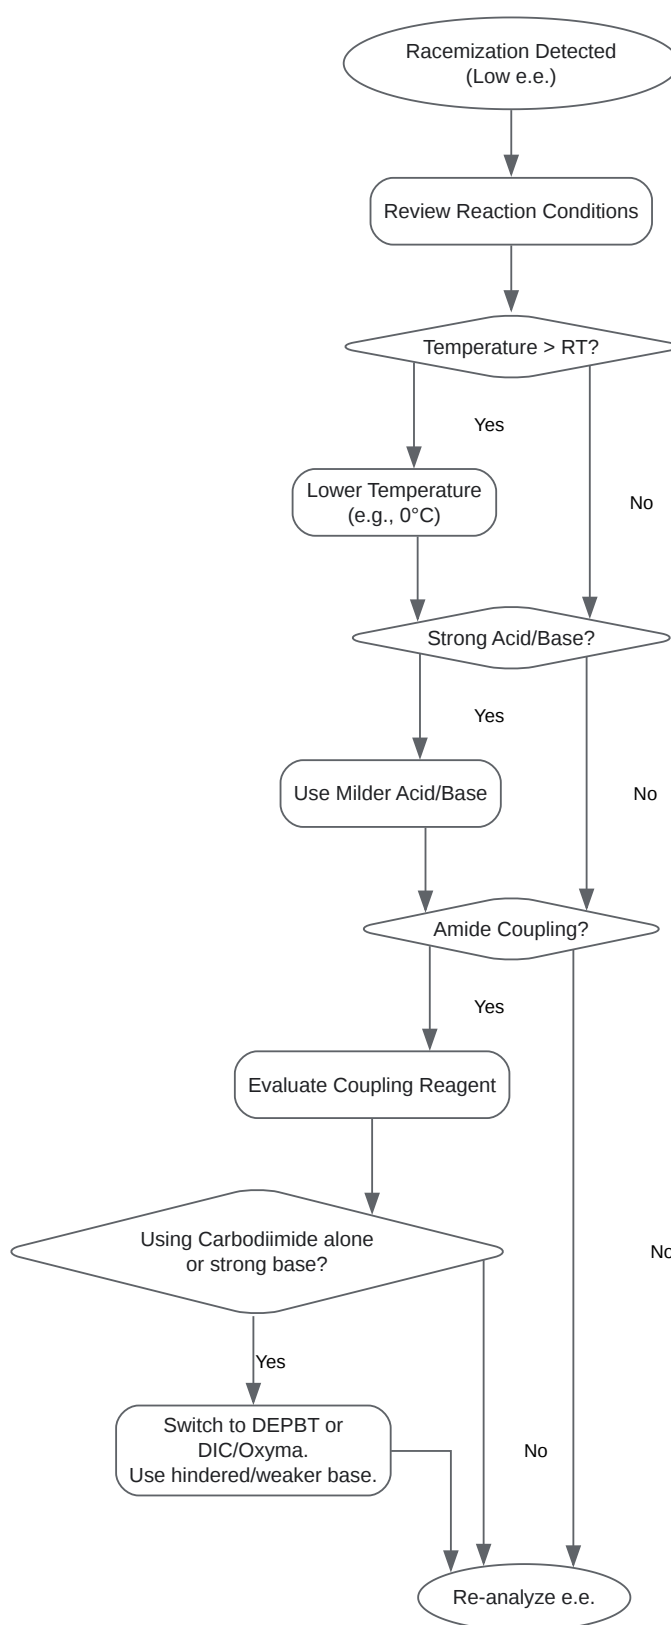 Racemization Detected
(Low e.e.)
Review Reaction Conditions
Temperature > RT?
Yes
Lower Temperature
(e.g., 0°C)
No
Strong Acid/Base?
Yes
Use Milder Acid/Base
No
Amide Coupling?
Yes
Evaluate Coupling Reagent
Using Carbodiimide alone
or strong base?
No
Yes
Switch to DEPBT or
DIC/Oxyma.
Use hindered/weaker base.
No
Re-analyze e.e.